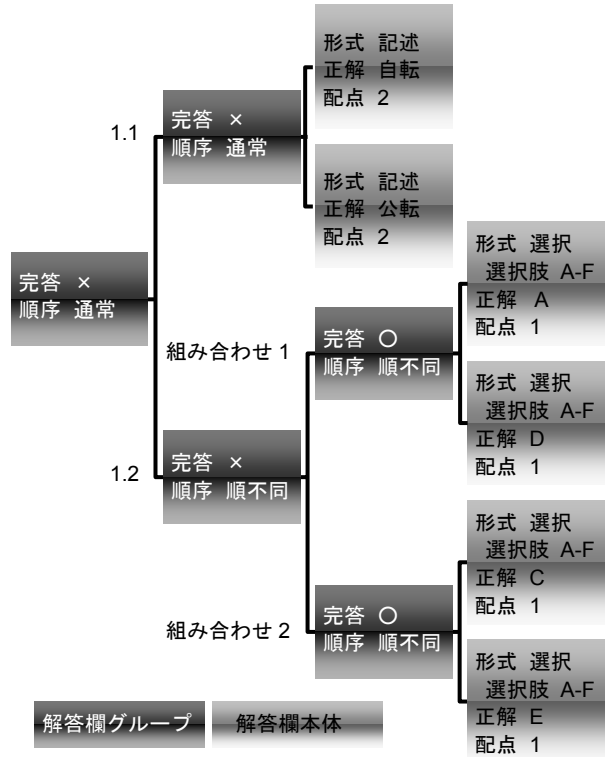 形式 記述
正解 自転
配点 2
1.1
完答 ×
順序 通常
形式 記述
正解 公転
配点 2
完答 ×
順序 通常
形式 選択
選択肢 A-F
正解 A
配点 1
組み合わせ 1
完答 ○
順序 順不同
形式 選択
選択肢 A-F
正解 D
配点 1
1.2
完答 ×
順序 順不同
形式 選択
選択肢 A-F
正解 C
配点 1
組み合わせ 2
完答 ○
順序 順不同
形式 選択
選択肢 A-F
正解 E
配点 1
解答欄グループ
解答欄本体